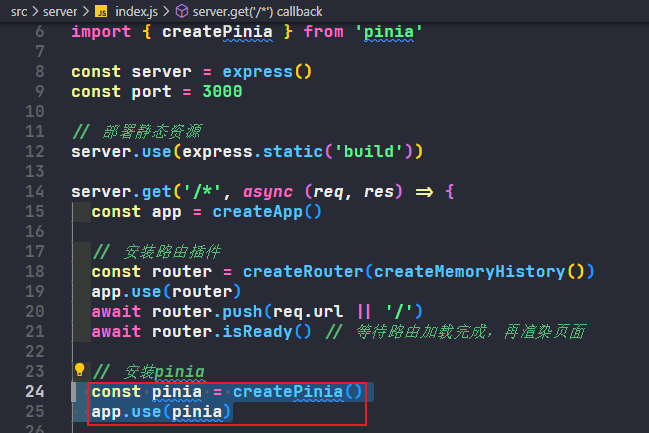 src > server > JS index.js > server.get('/*') callback
6 import { createPinia } from 'pinia'
7
8 const server = express()
9 const port = 3000
10
11 // 部署静态资源
12 server.use(express.static('build'))
13
14 server.get('/*', async (req, res) => {
15 const app = createApp()
16
17 // 安装路由插件
18 const router = createRouter(createMemoryHistory())
19 app.use(router)
20 await router.push(req.url || '/')
21 await router.isReady() // 等待路由加载完成，再渲染页面
22
23 // 安装pinia
24 const pinia = createPinia()
25 app.use(pinia)
26